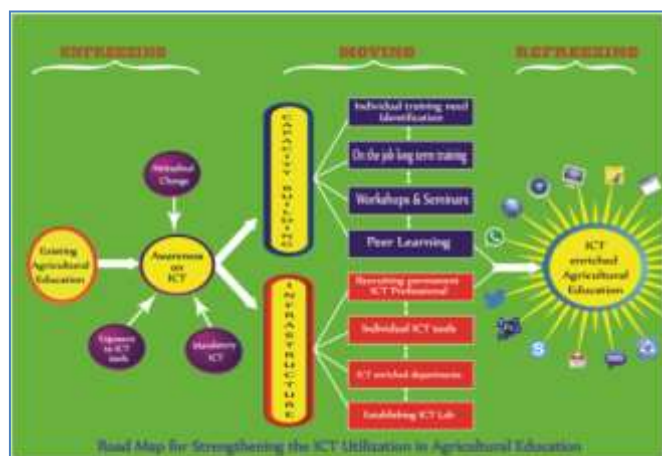 UNFREEZING
MOVING
REFREEZING
Attitudinal
Change
Existing
Agricultural
Education
Awareness
on
ICT
Exposure
to ICT
tools
Mandatory
ICT
CAPACITY BUILDING
INFRASTRUCTURE
Individual training need
Identification
On the job long term training
Workshops & Seminars
Peer Learning
Recruiting permanent
ICT Professional
Individual ICT tools
ICT enriched departments
Establishing ICT Lab
ICT
enriched
Agricultural
Education
Road Map for Strengthening the ICT Utilization in Agricultural Education